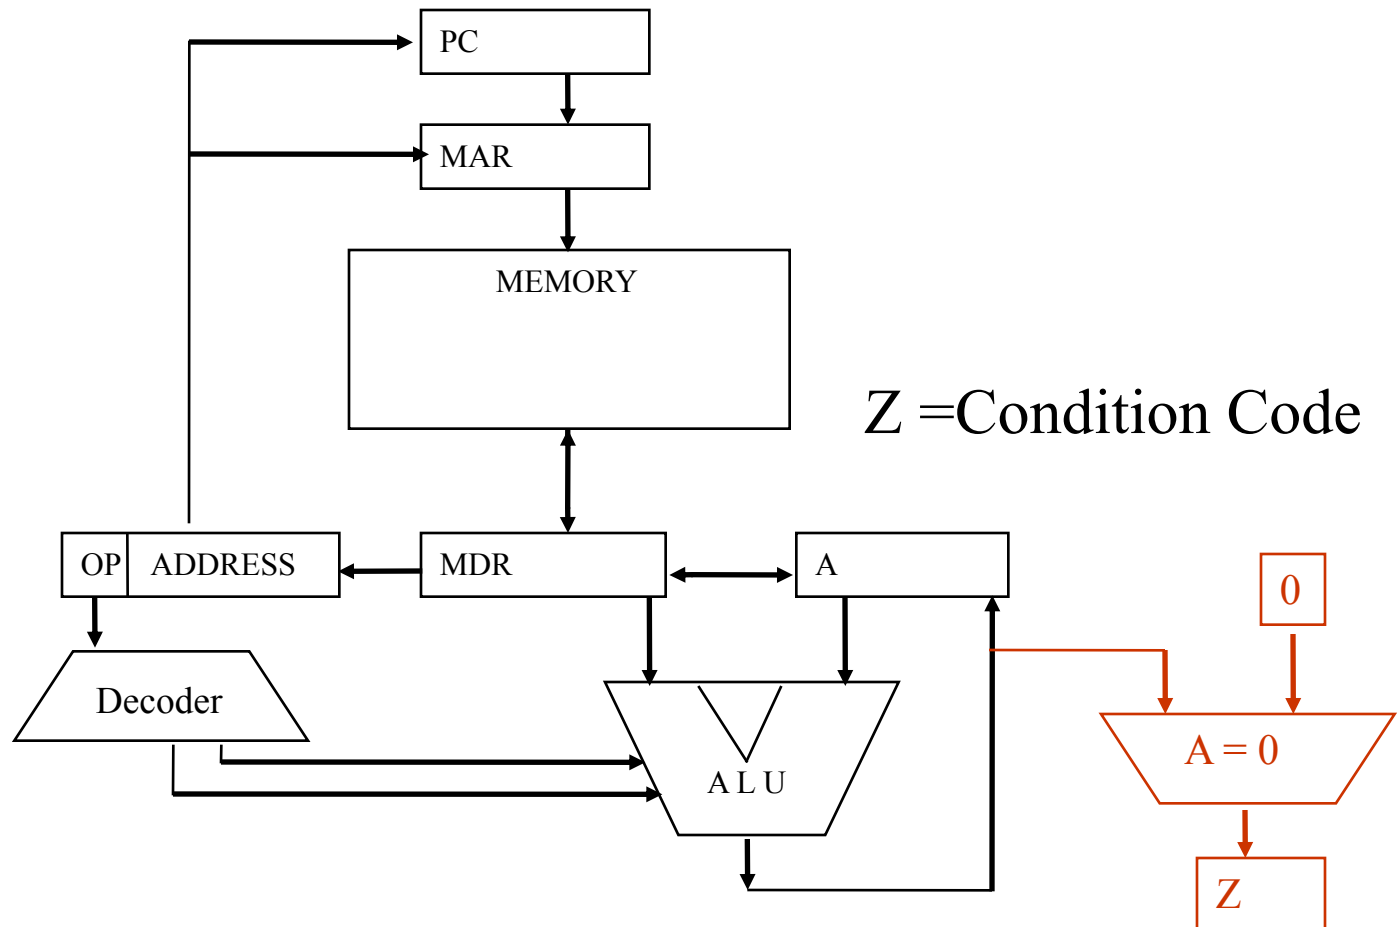 PC
MAR
MEMORY
Z =Condition Code
OP ADDRESS
MDR
A
0
Decoder
A = 0
A L U
Z